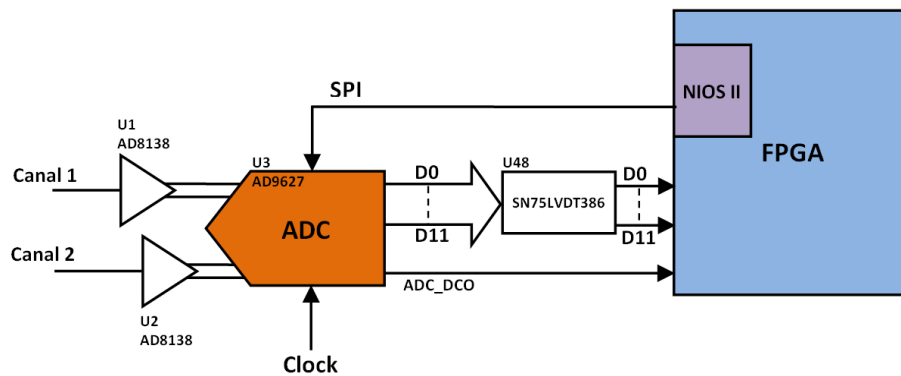 NIOS II
SPI
FPGA
U1
AD8138
U3
AD9627
U48
Canal 1
D0
D0
SN75LVDT386
ADC
D11
D11
Canal 2
ADC_DCO
U2
AD8138
Clock